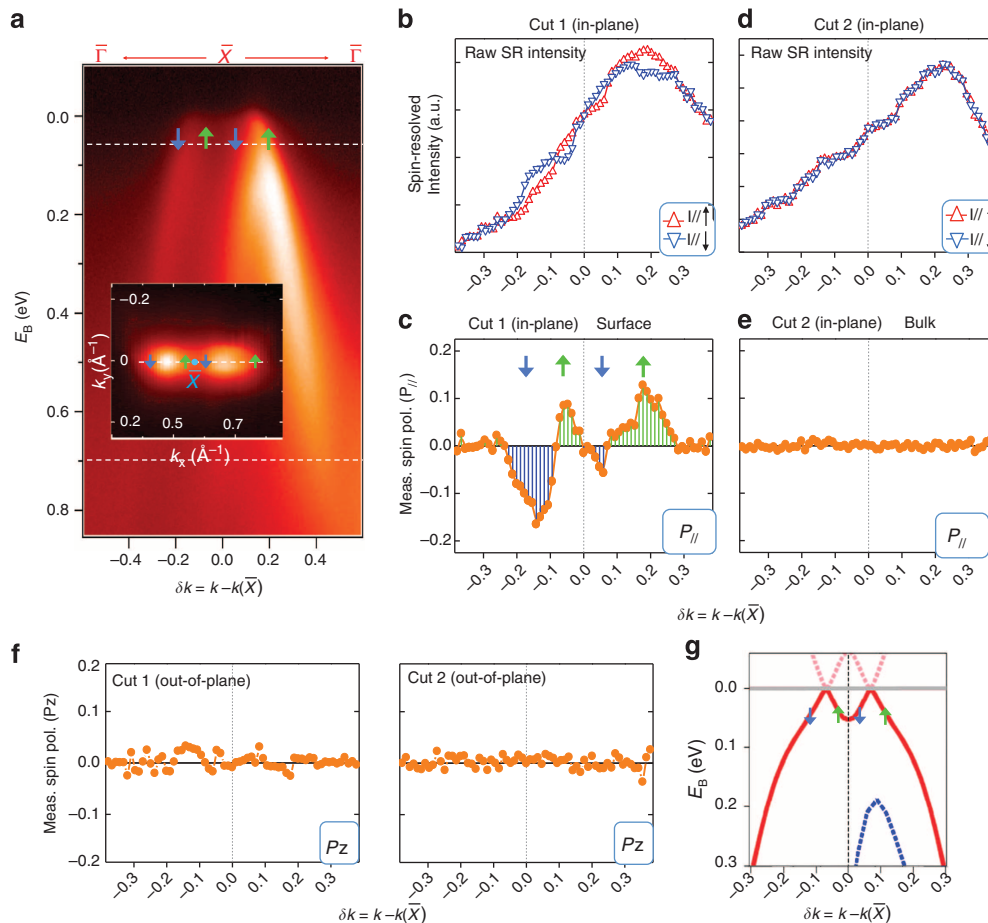 a
Γ̅ X̅ Γ̅
0.0
0.2
0.4
0.6
0.8
E_B (eV)
−0.2
0
0.2
k_y (Å⁻¹)
X̅
0.5 0.7
k_x (Å⁻¹)
−0.4 −0.2 0.0 0.2 0.4
δk = k−k(X̅)
b
Cut 1 (in-plane)
Raw SR intensity
Spin-resolved
Intensity (a.u.)
I//
I//
−0.3 −0.2 −0.1 0.0 0.1 0.2 0.3
d
Cut 2 (in-plane)
Raw SR intensity
I//
I//
−0.3 −0.2 −0.1 0.0 0.1 0.2 0.3
c
Cut 1 (in-plane) Surface
Meas. spin pol. (P//)
0.2
0.1
0.0
−0.1
−0.2
P//
−0.3 −0.2 −0.1 0.0 0.1 0.2 0.3
e
Cut 2 (in-plane) Bulk
P//
−0.3 −0.2 −0.1 0.0 0.1 0.2 0.3
δk = k−k(X̅)
f
Cut 1 (out-of-plane)
Meas. spin pol. (Pz)
0.2
0.1
0.0
−0.1
−0.2
Pz
−0.3 −0.2 −0.1 0.0 0.1 0.2 0.3
Cut 2 (out-of-plane)
Pz
−0.3 −0.2 −0.1 0.0 0.1 0.2 0.3
δk = k−k(X̅)
g
E_B (eV)
0.0
0.1
0.2
0.3
−0.3 −0.2 −0.1 0.0 0.1 0.2 0.3
δk = k−k(X̅)